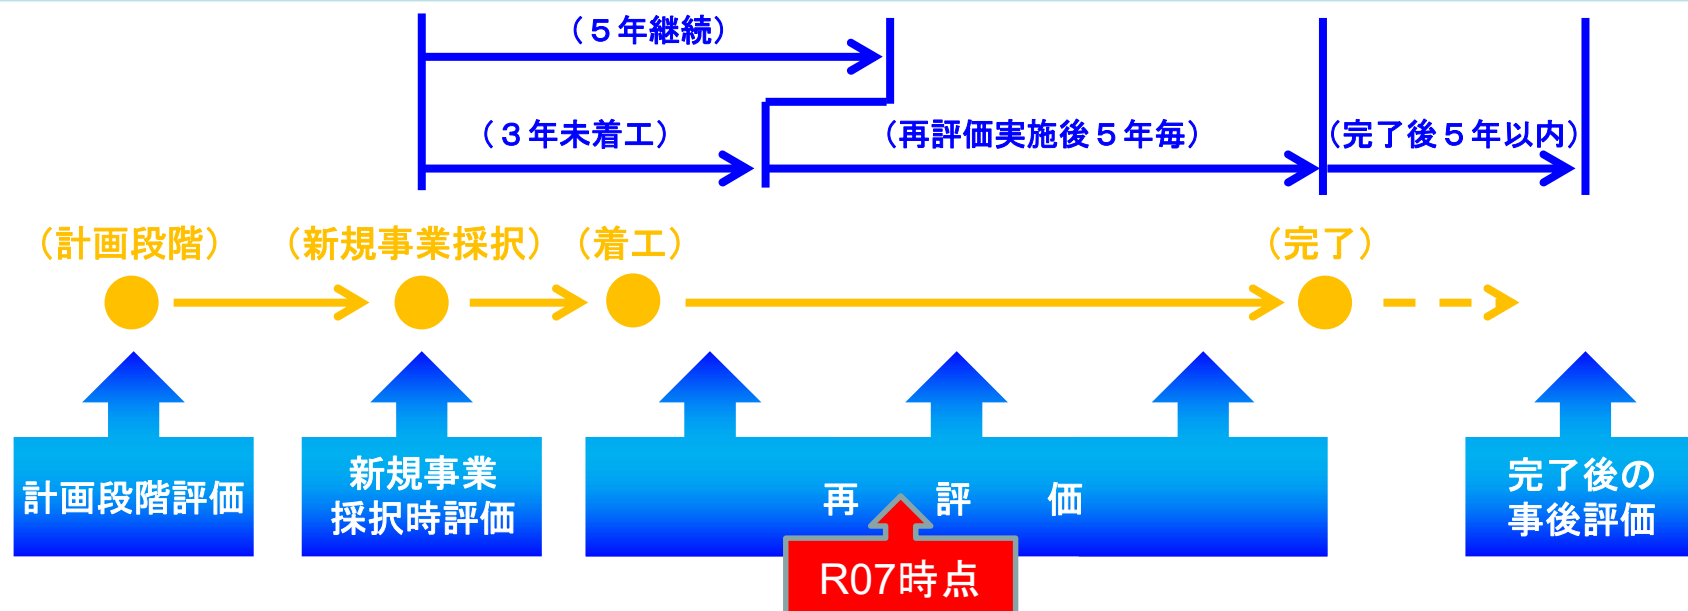 （５年継続）
（３年未着工）
（再評価実施後５年毎）
（完了後５年以内）
（計画段階）
（新規事業採択）
（着工）
（完了）
計画段階評価
新規事業
採択時評価
再　評　価
完了後の
事後評価
R07時点